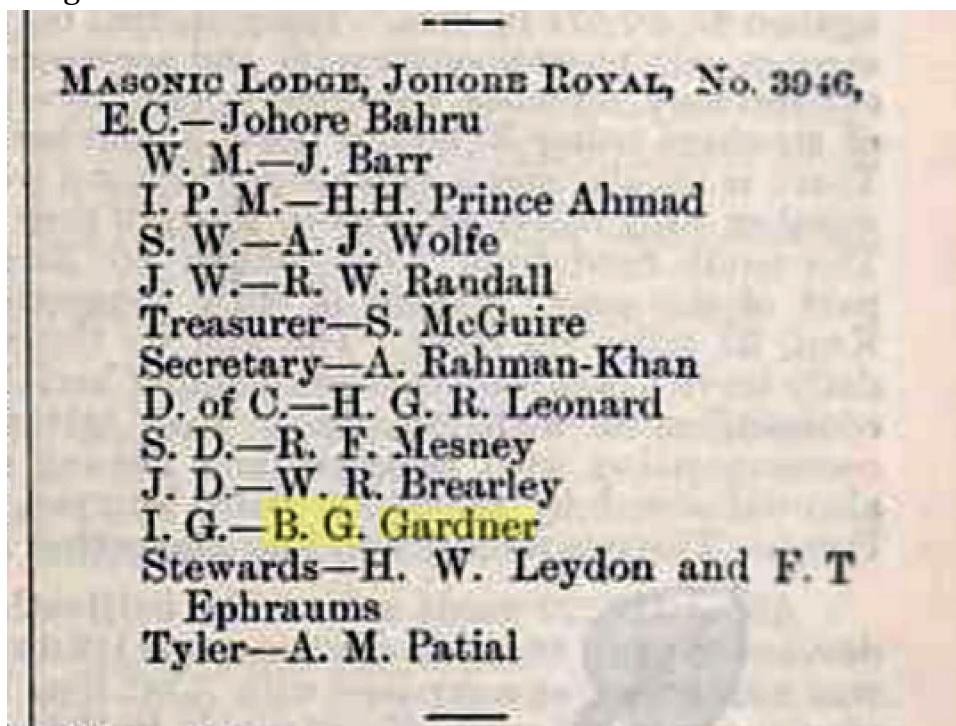 MASONIC LODGE, JOHORE ROYAL, No. 3946,
E.C.—Johore Bahru
W. M.—J. Barr
I. P. M.—H.H. Prince Ahmad
S. W.—A. J. Wolfe
J. W.—R. W. Randall
Treasurer—S. McGuire
Secretary—A. Rahman-Khan
D. of C.—H. G. R. Leonard
S. D.—R. F. Mesney
J. D.—W. R. Brearley
I. G.—B. G. Gardner
Stewards—H. W. Leydon and F. T
Ephraums
Tyler—A. M. Patial